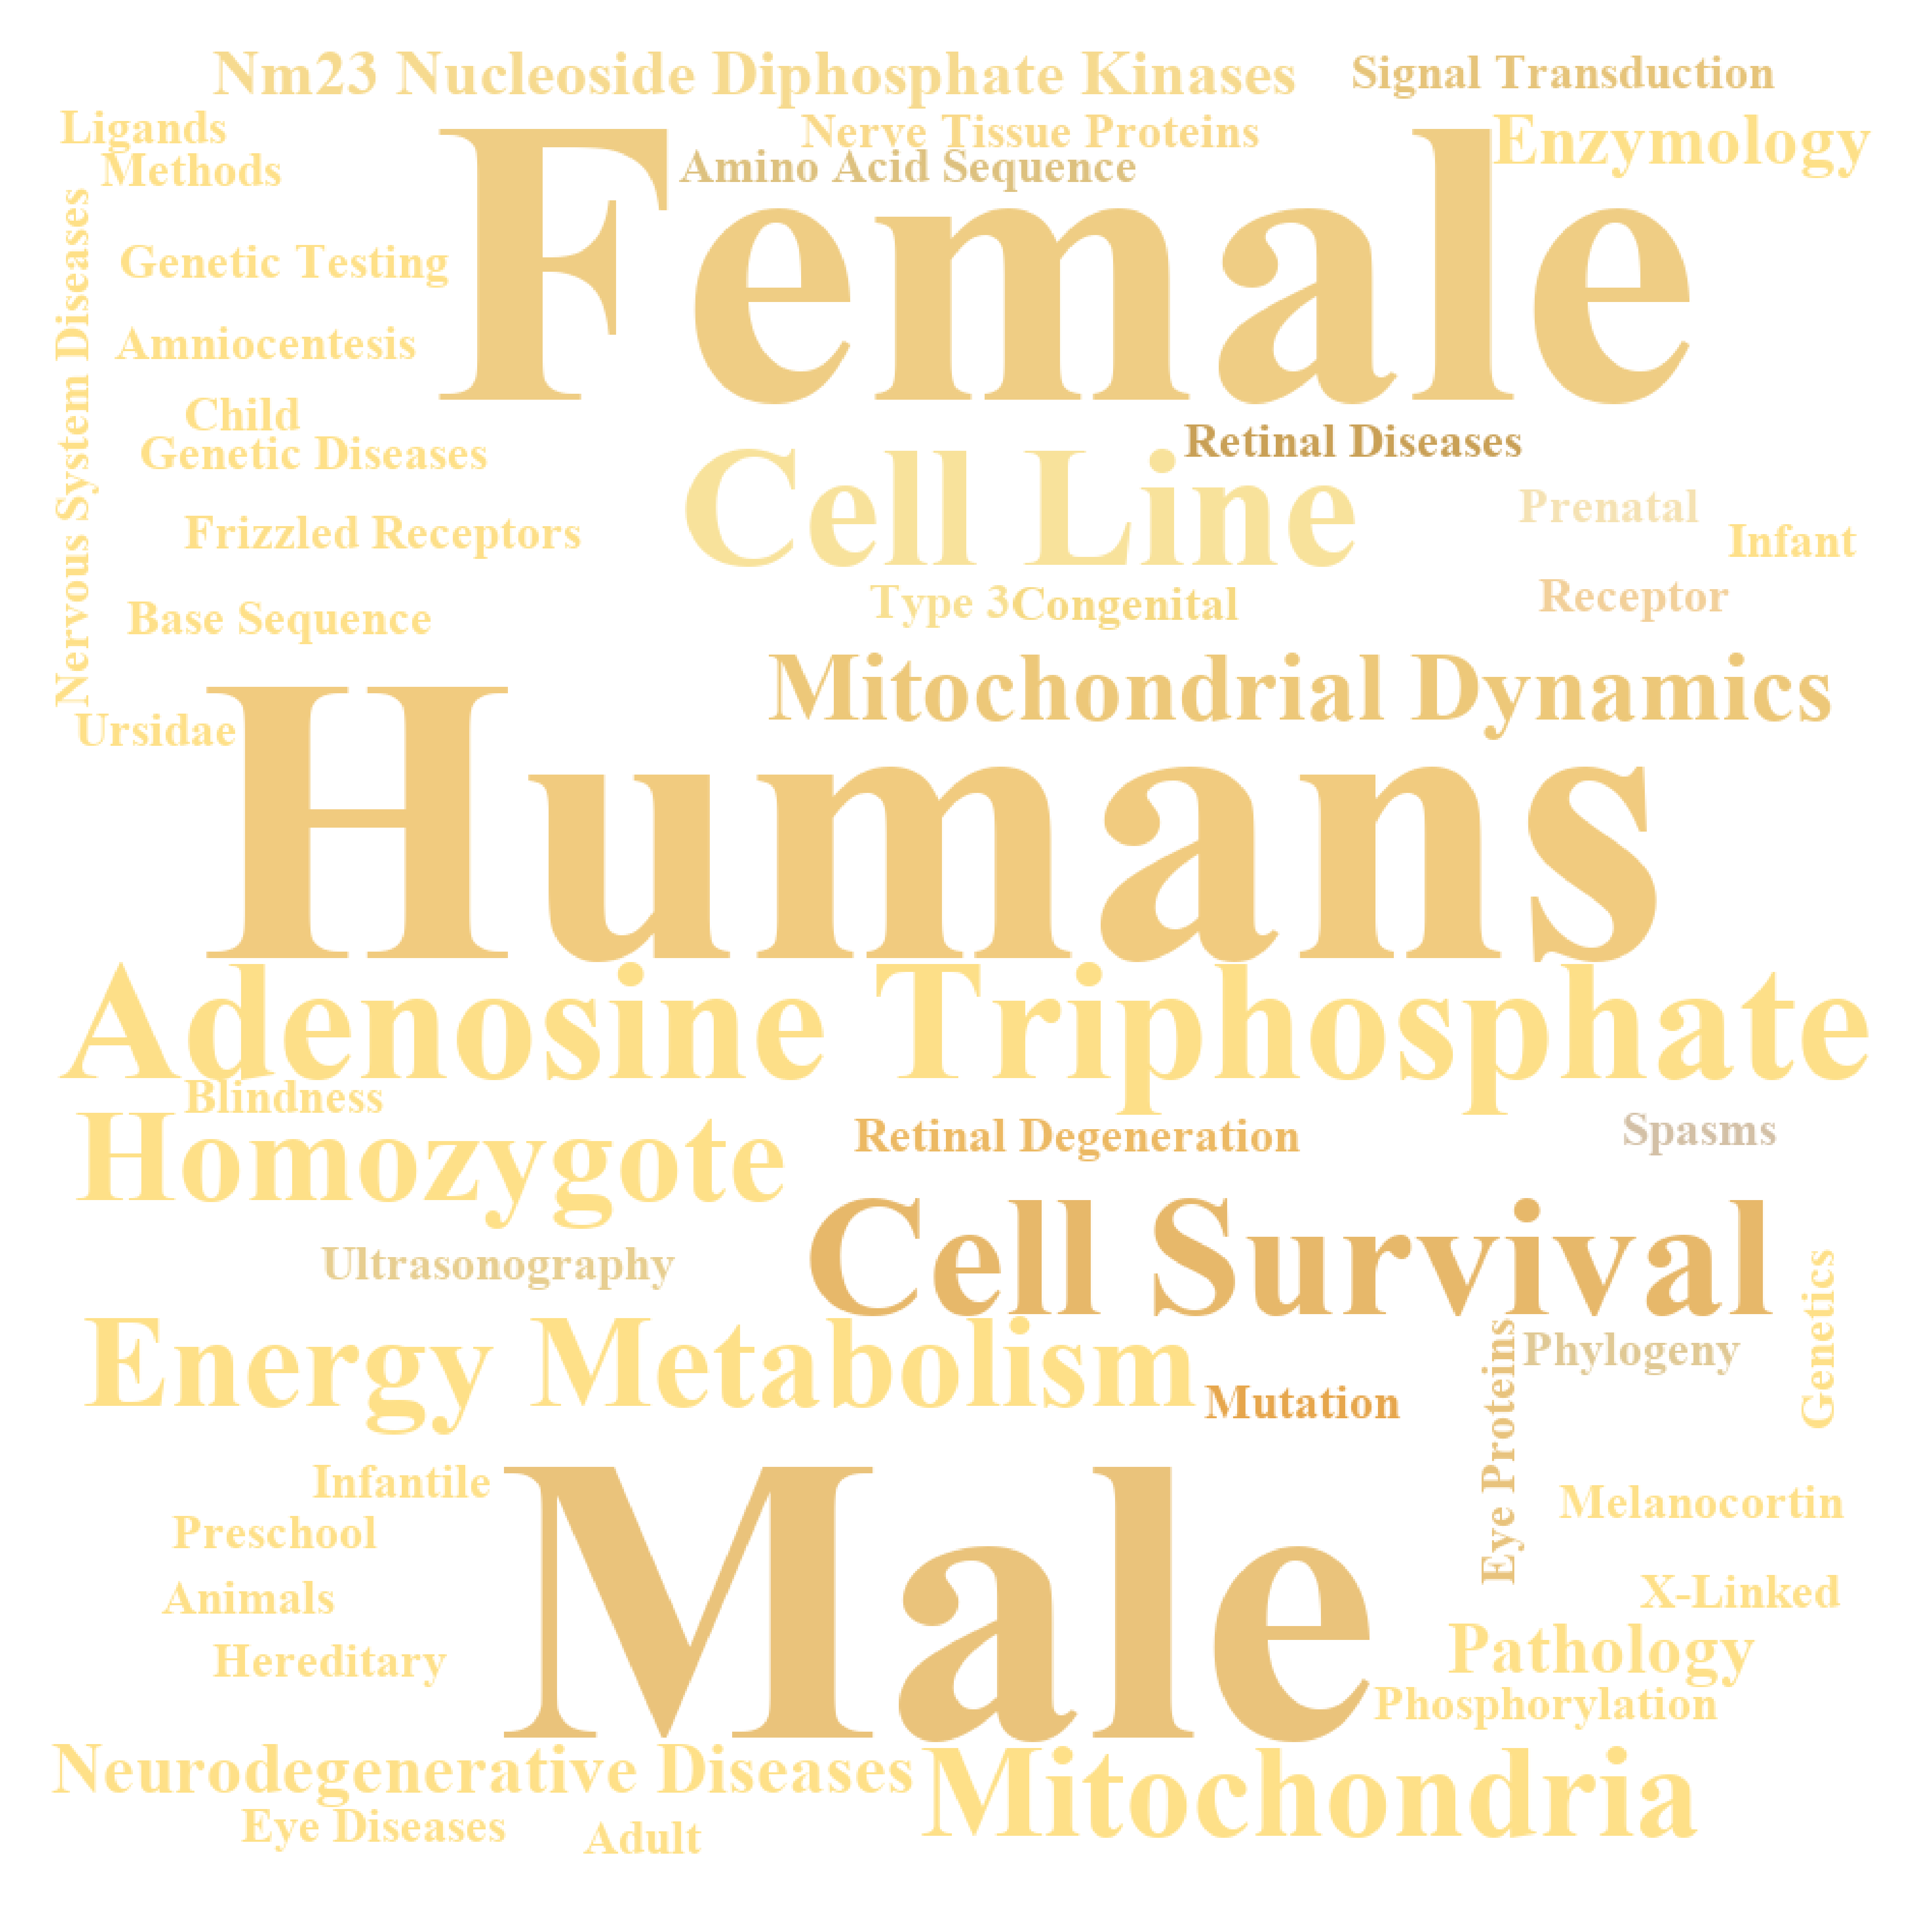 Nm23 Nucleoside Diphosphate Kinases
Signal Transduction
Ligands
Nerve Tissue Proteins
Enzymology
Methods
Amino Acid Sequence
Female
Nervous System Diseases
Genetic Testing
Amniocentesis
Child
Retinal Diseases
Genetic Diseases
Cell Line
Prenatal
Frizzled Receptors
Infant
Type 3
Congenital
Receptor
Base Sequence
Mitochondrial Dynamics
Ursidae
Humans
Adenosine Triphosphate
Blindness
Retinal Degeneration
Spasms
Homozygote
Cell Survival
Ultrasonography
Genetics
Energy Metabolism
Phylogeny
Mutation
Eye Proteins
Infantile
Melanocortin
Preschool
Male
Animals
X-Linked
Hereditary
Pathology
Phosphorylation
Neurodegenerative Diseases
Mitochondria
Eye Diseases
Adult